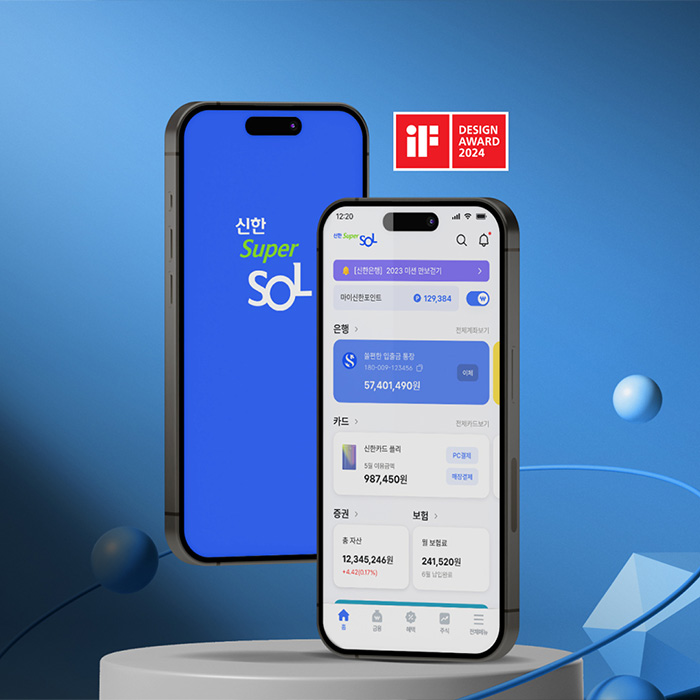 신한
Super
SOL
iF
DESIGN
AWARD
2024
12:20
신한 Super SOL
[신한은행] 2023 미션 만보걷기
마이신한포인트
P 129,384
W
은행
전체계좌보기
S
쏠편한 입출금 통장
180-009-123456
57,401,490원
이체
카드
전체카드보기
신한카드 플리
5월 이용금액
987,450원
PC결제
매장결제
증권
보험
총 자산
12,345,246원
+4.42(0.17%)
월 보험료
241,520원
6월 납입완료
홈
금융
혜택
주식
전체메뉴